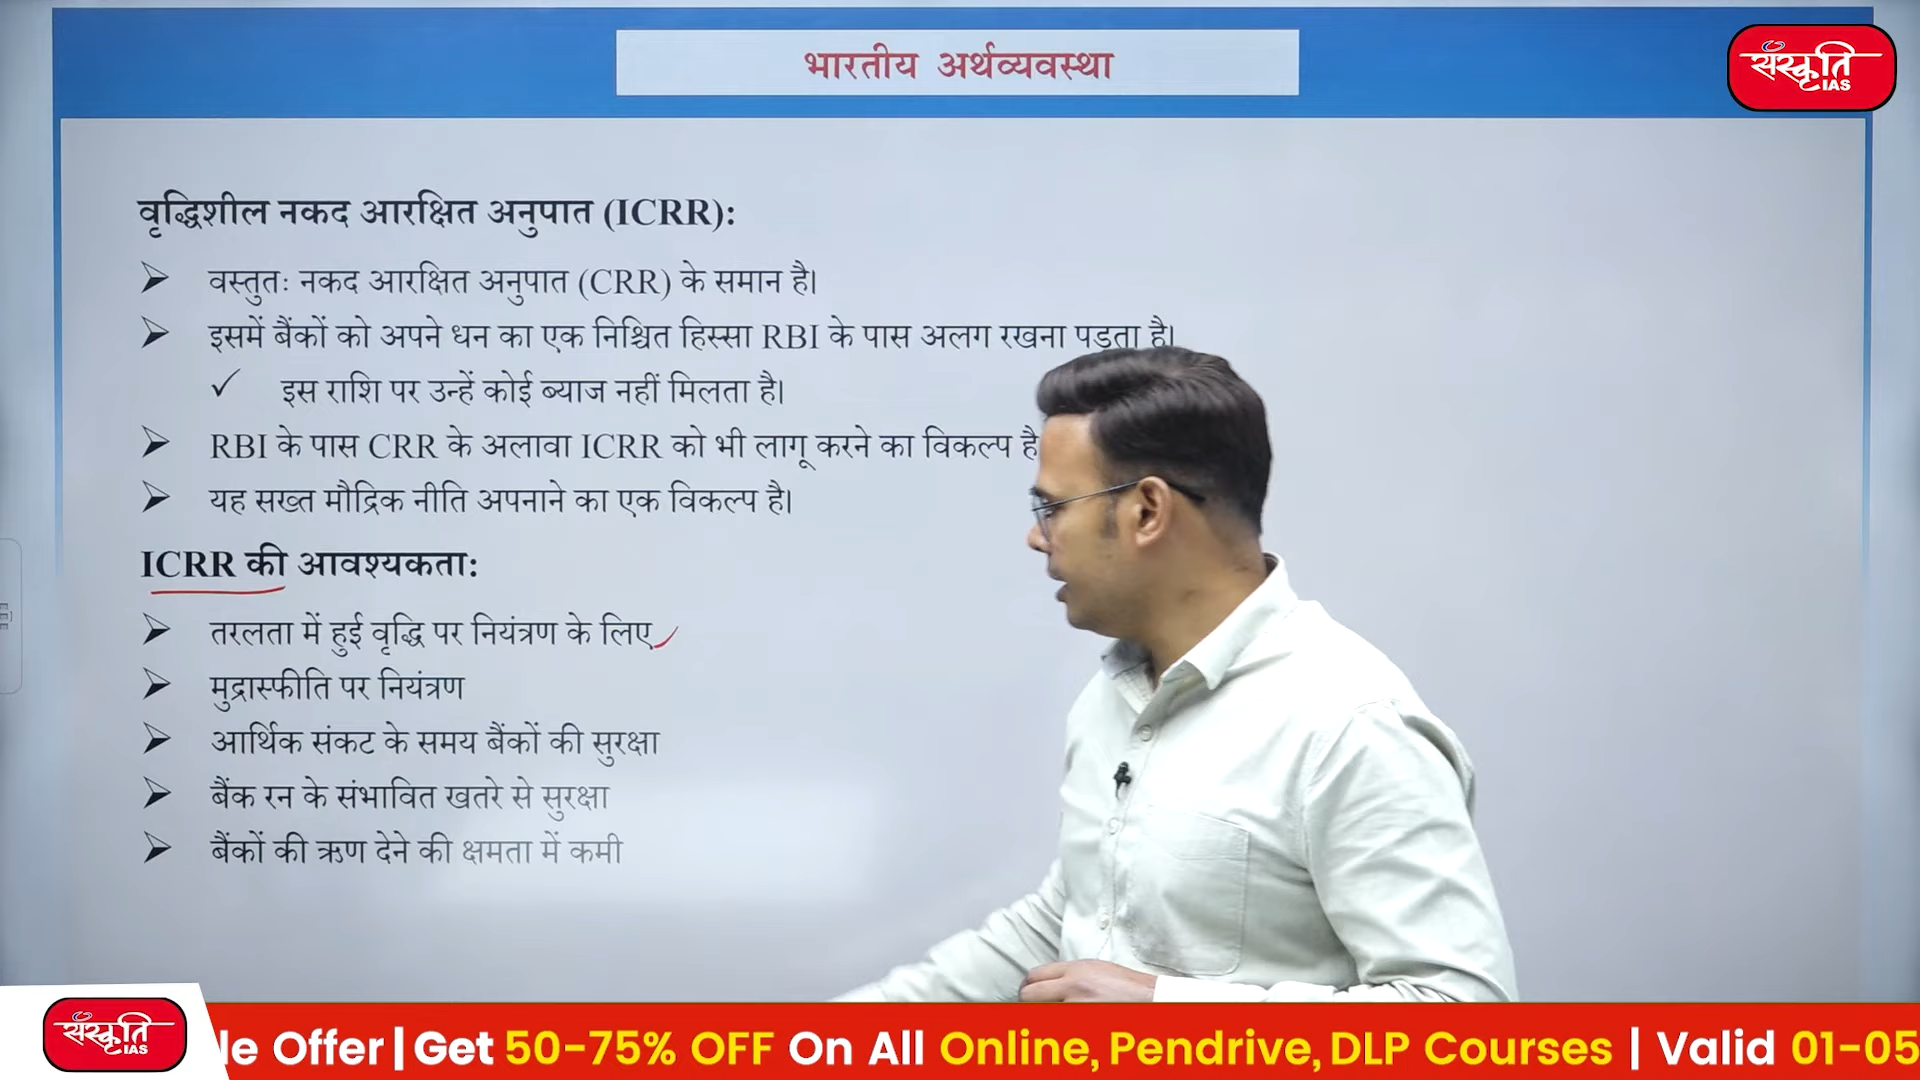 भारतीय अर्थव्यवस्था
संस्कृति
IAS
वृद्धिशील नकद आरक्षित अनुपात (ICRR):
➤ वस्तुतः नकद आरक्षित अनुपात (CRR) के समान है।
➤ इसमें बैंकों को अपने धन का एक निश्चित हिस्सा RBI के पास अलग रखना पड़ता है।
✓ इस राशि पर उन्हें कोई ब्याज नहीं मिलता है।
➤ RBI के पास CRR के अलावा ICRR को भी लागू करने का विकल्प है
➤ यह सख्त मौद्रिक नीति अपनाने का एक विकल्प है।
ICRR की आवश्यकता:
➤ तरलता में हुई वृद्धि पर नियंत्रण के लिए
➤ मुद्रास्फीति पर नियंत्रण
➤ आर्थिक संकट के समय बैंकों की सुरक्षा
➤ बैंक रन के संभावित खतरे से सुरक्षा
➤ बैंकों की ऋण देने की क्षमता में कमी
संस्कृति
IAS
le Offer | Get 50-75% OFF On All Online, Pendrive, DLP Courses | Valid 01-05